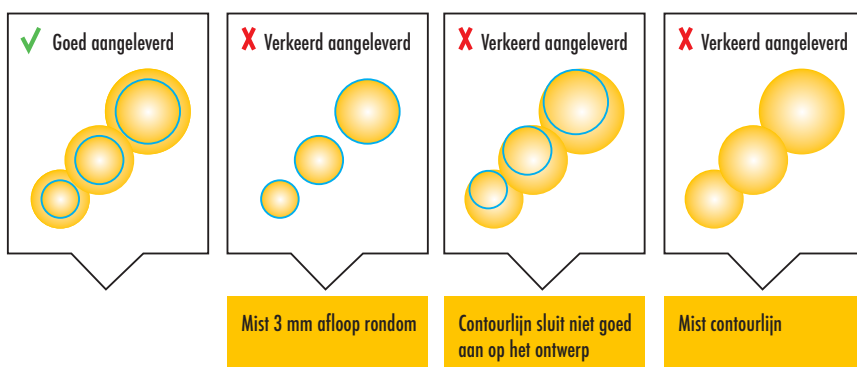 Goed aangeleverd
Verkeerd aangeleverd
Verkeerd aangeleverd
Verkeerd aangeleverd
Mist 3 mm afloop rondom
Contourlijn sluit niet goed
aan op het ontwerp
Mist contourlijn